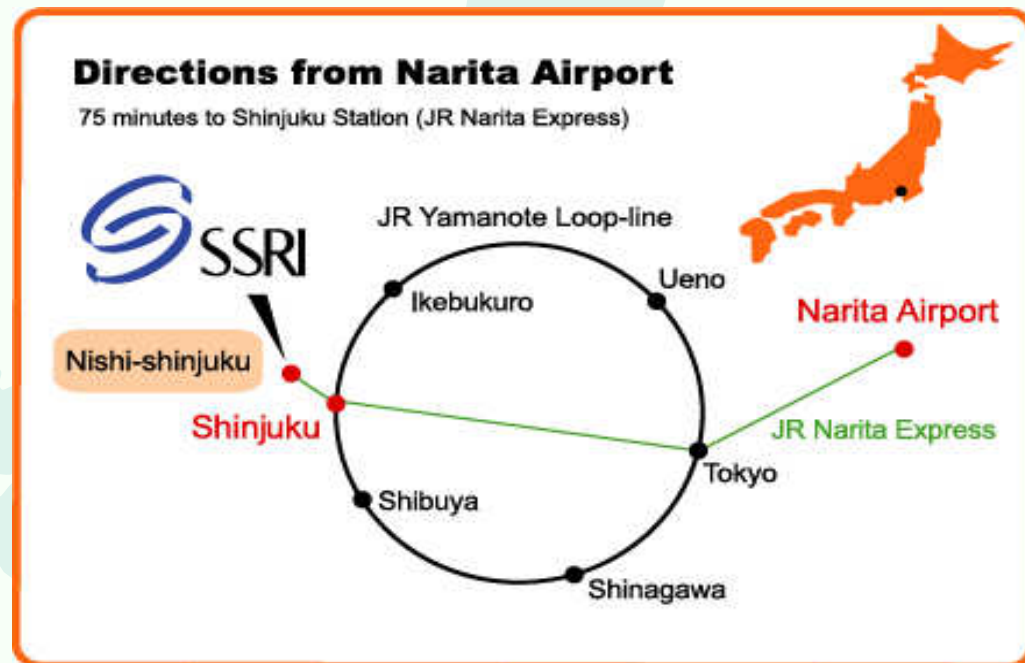 Directions from Narita Airport
75 minutes to Shinjuku Station (JR Narita Express)
SSRI
JR Yamanote Loop-line
Ikebukuro
Ueno
Narita Airport
Nishi-shinjuku
Shinjuku
JR Narita Express
Tokyo
Shibuya
Shinagawa